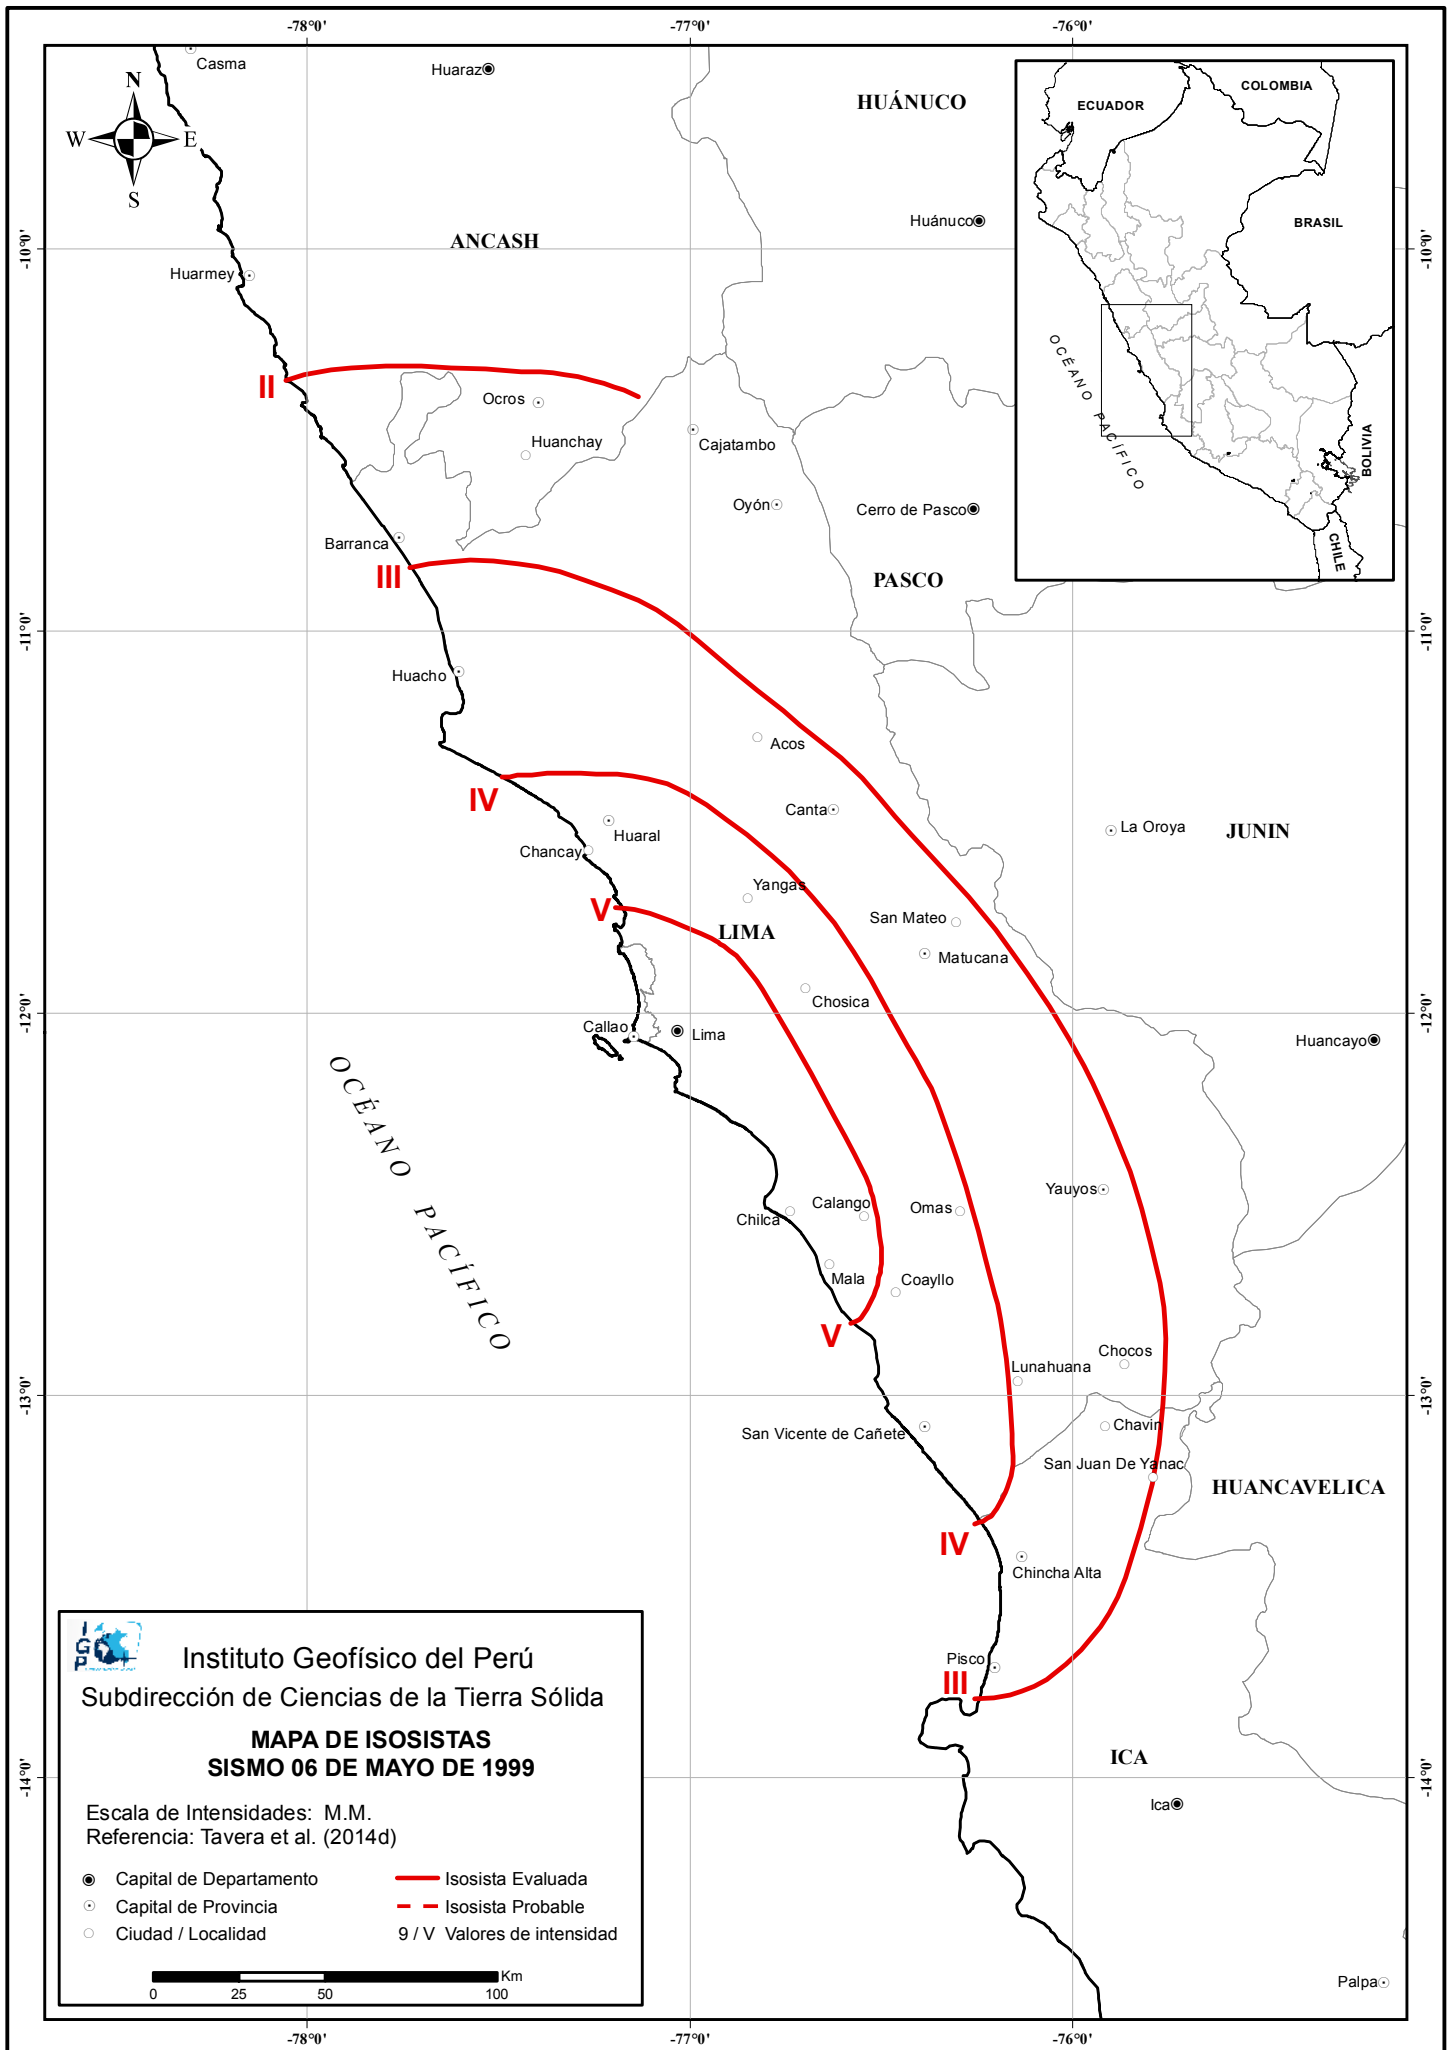 -78°0'
-77°0'
-76°0'
Casma
Huaraz
HUÁNUCO
N
W
E
S
ECUADOR
COLOMBIA
BRASIL
OCÉANO PACÍFICO
BOLIVIA
CHILE
Huánuco
ANCASH
-10°0'
-10°0'
Huarmey
II
Ocros
Huanchay
Cajatambo
Oyón
Cerro de Pasco
Barranca
III
PASCO
-11°0'
-11°0'
Huacho
Acos
IV
Canta
Huaral
Chancay
La Oroya
JUNIN
Yangas
V
LIMA
San Mateo
Matucana
Chosica
-12°0'
-12°0'
Callao
Lima
Huancayo
OCÉANO PACÍFICO
Yauyos
Calango
Omas
Chilca
Mala
Coayllo
V
Chocos
Lunahuana
-13°0'
-13°0'
San Vicente de Cañete
Chavin
San Juan De Yanac
HUANCAVELICA
IV
Chincha Alta
Pisco
III
ICA
-14°0'
-14°0'
Ica
Palpa
IGP
Instituto Geofísico del Perú
Subdirección de Ciencias de la Tierra Sólida
MAPA DE ISOSISTAS
SISMO 06 DE MAYO DE 1999
Escala de Intensidades: M.M.
Referencia: Tavera et al. (2014d)
Capital de Departamento
Isosista Evaluada
Capital de Provincia
Isosista Probable
Ciudad / Localidad
9 / V Valores de intensidad
Km
0 25 50 100
-78°0'
-77°0'
-76°0'